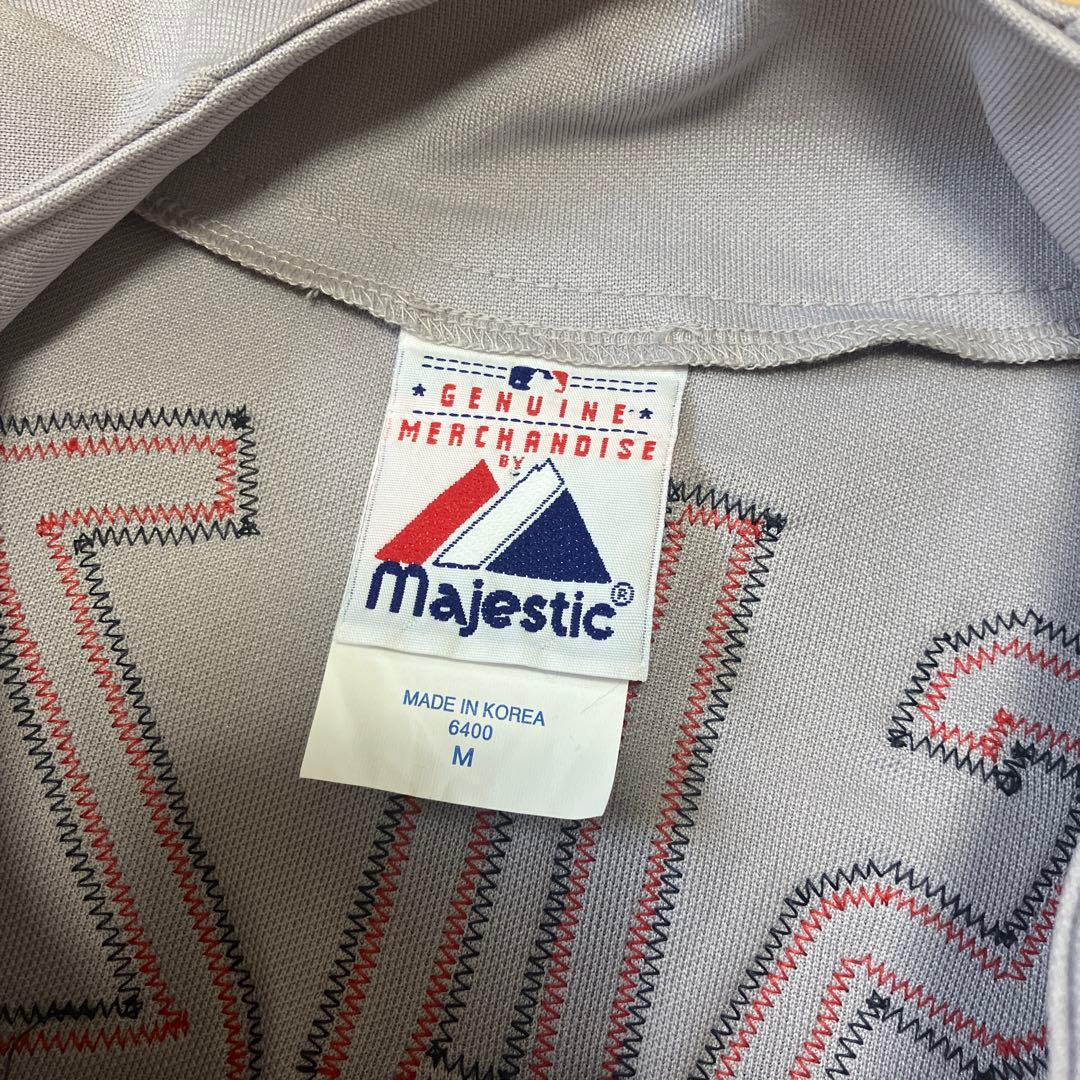 ★ GENUINE ★
MERCHANDISE
BY
Majestic®
MADE IN KOREA
6400
M